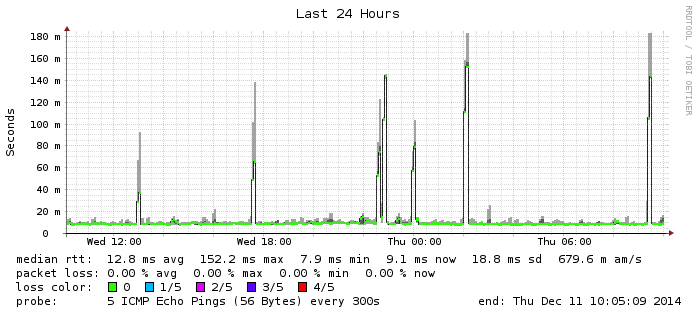 Last 24 Hours
RRDTOOL / TOBI OETIKER
Seconds
180 m
160 m
140 m
120 m
100 m
80 m
60 m
40 m
20 m
0
Wed 12:00 Wed 18:00 Thu 00:00 Thu 06:00
median rtt: 12.8 ms avg 152.2 ms max 7.9 ms min 9.1 ms now 18.8 ms sd 679.6 m am/s
packet loss: 0.00 % avg 0.00 % max 0.00 % min 0.00 % now
loss color: 0 1/5 2/5 3/5 4/5
probe: 5 ICMP Echo Pings (56 Bytes) every 300s end: Thu Dec 11 10:05:09 2014